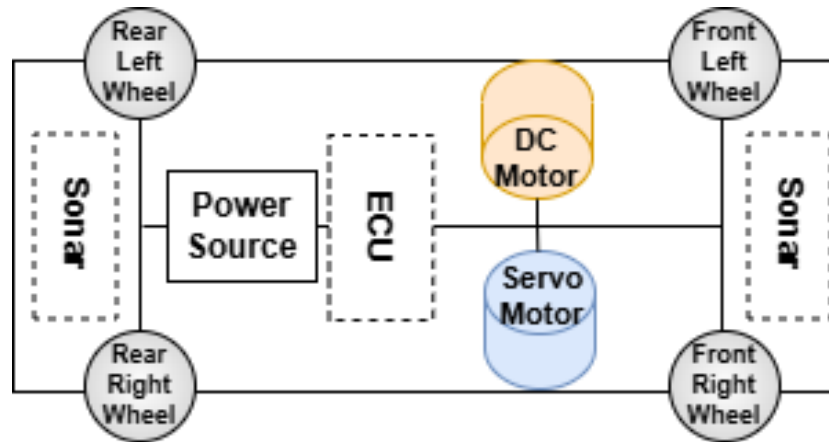 Rear
Left
Wheel
Front
Left
Wheel
Sonar
Power
Source
ECU
DC
Motor
Servo
Motor
Sonar
Rear
Right
Wheel
Front
Right
Wheel